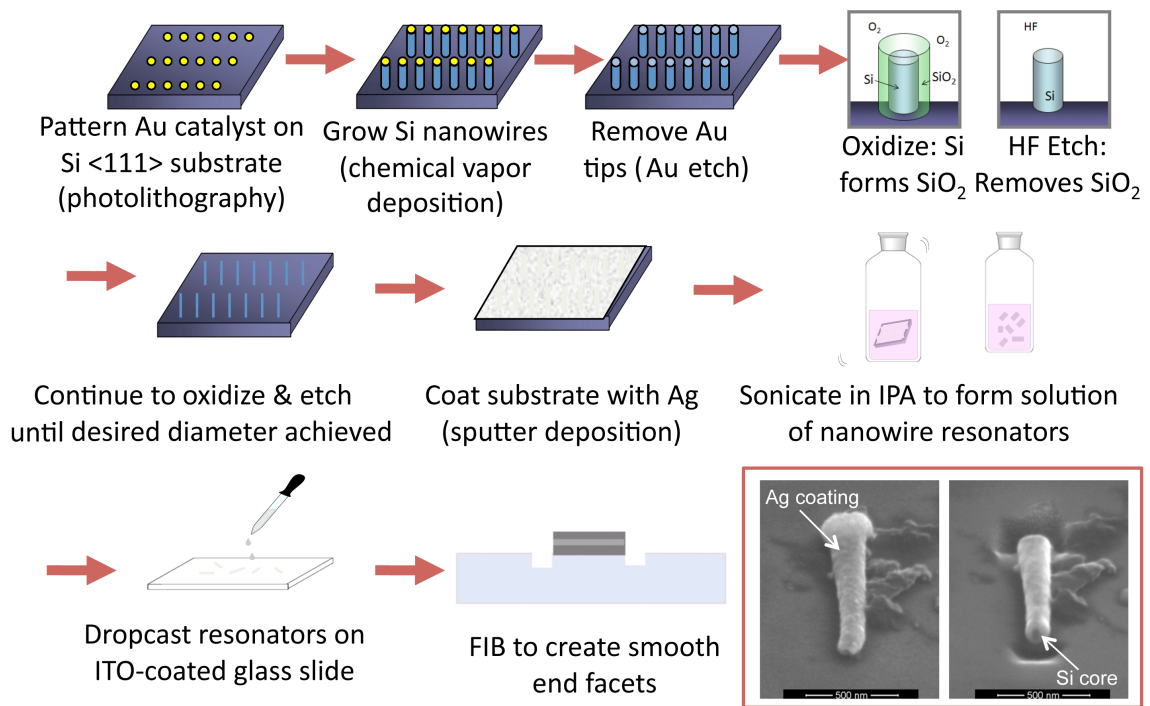 Pattern Au catalyst on
Si <111> substrate
(photolithography)
Grow Si nanowires
(chemical vapor
deposition)
Remove Au
tips (Au etch)
O2
O2
Si
SiO2
Oxidize: Si
forms SiO2
HF
Si
HF Etch:
Removes SiO2
Continue to oxidize & etch
until desired diameter achieved
Coat substrate with Ag
(sputter deposition)
Sonicate in IPA to form solution
of nanowire resonators
Dropcast resonators on
ITO-coated glass slide
FIB to create smooth
end facets
Ag coating
500 nm
Si core
500 nm